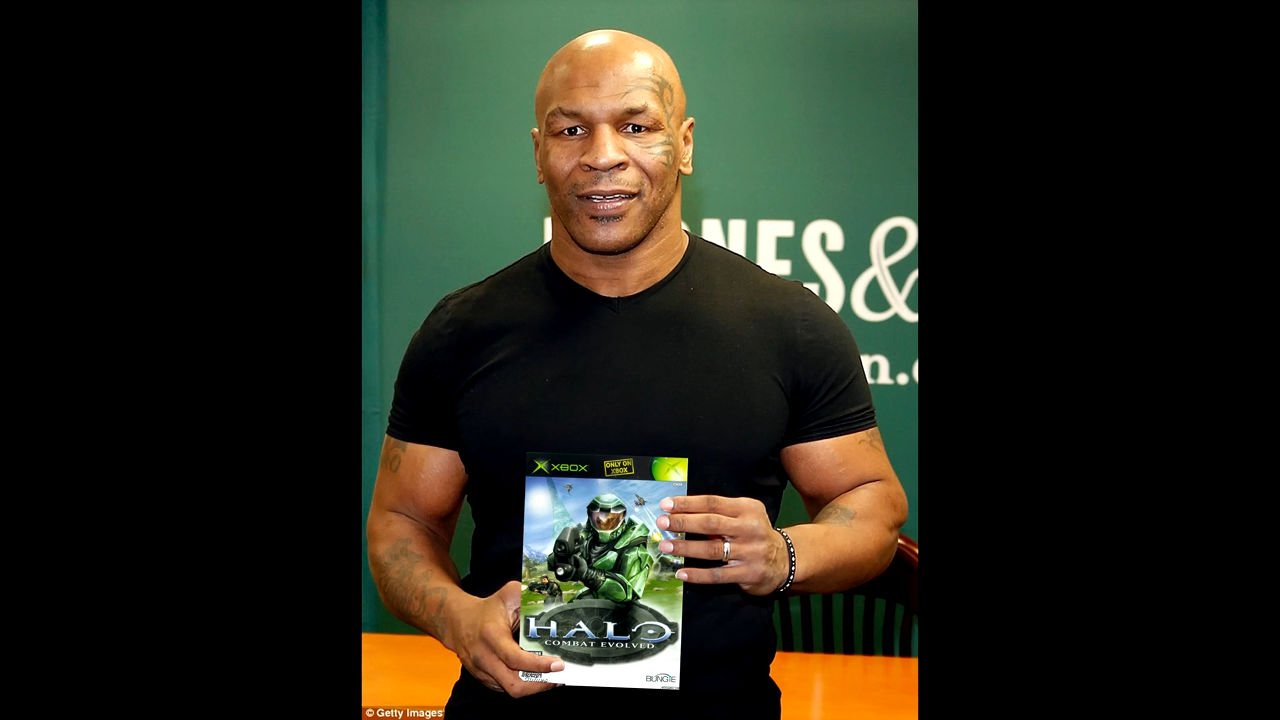 NES&
n.
XBOX
ONLY ON
XBOX
HALO
COMBAT EVOLVED
BUNGIE
© Getty Images